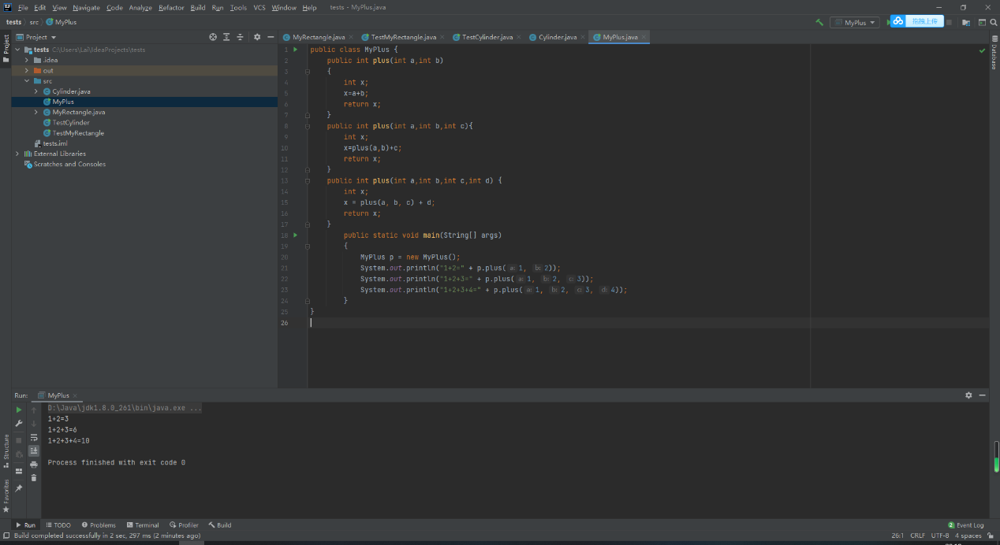 File Edit View Navigate Code Analyze Refactor Build Run Tools VCS Window Help tests - MyPlus.java
tests src MyPlus
MyPlus
拖拽上传
Project
MyRectangle.java TestMyRectangle.java TestCylinder.java Cylinder.java MyPlus.java
Project
Database
tests C:\Users\Lai\IdeaProjects\tests
.idea
out
src
Cylinder.java
MyPlus
MyRectangle.java
TestCylinder
TestMyRectangle
tests.iml
External Libraries
Scratches and Consoles
1 public class MyPlus {
2 public int plus(int a,int b)
3 {
4 int x;
5 x=a+b;
6 return x;
7 }
8 public int plus(int a,int b,int c){
9 int x;
10 x=plus(a,b)+c;
11 return x;
12 }
13 public int plus(int a,int b,int c,int d) {
14 int x;
15 x = plus(a, b, c) + d;
16 return x;
17 }
18 public static void main(String[] args)
19 {
20 MyPlus p = new MyPlus();
21 System.out.println("1+2=" + p.plus( a: 1, b: 2));
22 System.out.println("1+2+3=" + p.plus( a: 1, b: 2, c: 3));
23 System.out.println("1+2+3+4=" + p.plus( a: 1, b: 2, c: 3, d: 4));
24 }
25 }
26
Run: MyPlus
D:\Java\jdk1.8.0_261\bin\java.exe ...
1+2=3
1+2+3=6
1+2+3+4=10
Process finished with exit code 0
Structure
Favorites
Run TODO Problems Terminal Profiler Build 2 Event Log
Build completed successfully in 2 sec, 297 ms (2 minutes ago) 26:1 CRLF UTF-8 4 spaces